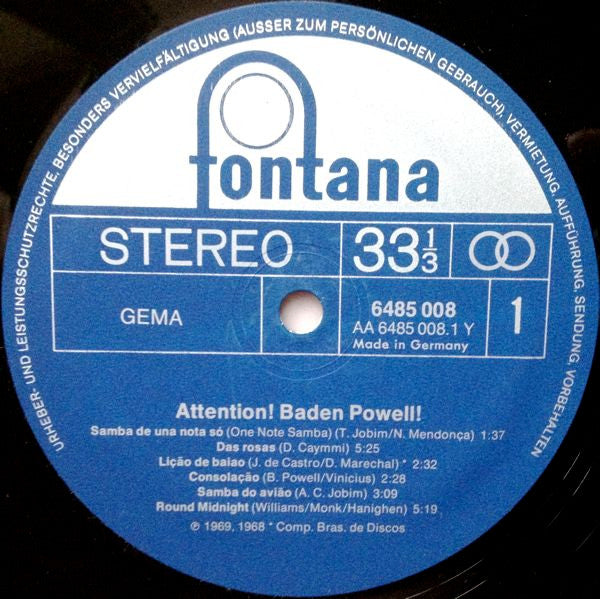 URHEBER- UND LEISTUNGSSCHUTZRECHTE, BESONDERS VERVIELFÄLTIGUNG (AUSSER ZUM PERSÖNLICHEN GEBRAUCH), VERMIETUNG, AUFFÜHRUNG, SENDUNG, VORBEHALTEN
fontana
STEREO 33 1/3
GEMA
6485 008
AA 6485 008.1 Y
Made in Germany
1
Attention! Baden Powell!
Samba de una nota só (One Note Samba) (T. Jobim/N. Mendonça) 1:37
Das rosas (D. Caymmi) 5:25
Lição de baiao (J. de Castro/D. Marechal) * 2:32
Consolação (B. Powell/Vinicius) 2:28
Samba do avião (A. C. Jobim) 3:09
Round Midnight (Williams/Monk/Hanighen) 5:19
℗ 1969, 1968 * Comp. Bras. de Discos